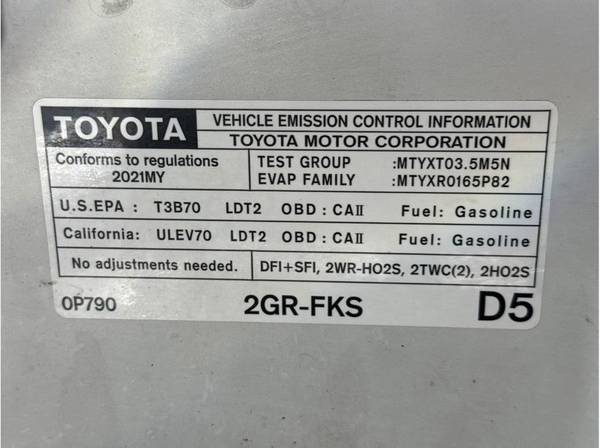 TOYOTA VEHICLE EMISSION CONTROL INFORMATION
TOYOTA MOTOR CORPORATION
Conforms to regulations 2021MY
TEST GROUP :MTYXT03.5M5N
EVAP FAMILY :MTYXR0165P82
U.S.EPA : T3B70 LDT2 OBD : CAII Fuel: Gasoline
California: ULEV70 LDT2 OBD : CAII Fuel: Gasoline
No adjustments needed. DFI+SFI, 2WR-HO2S, 2TWC(2), 2HO2S
0P790 2GR-FKS D5